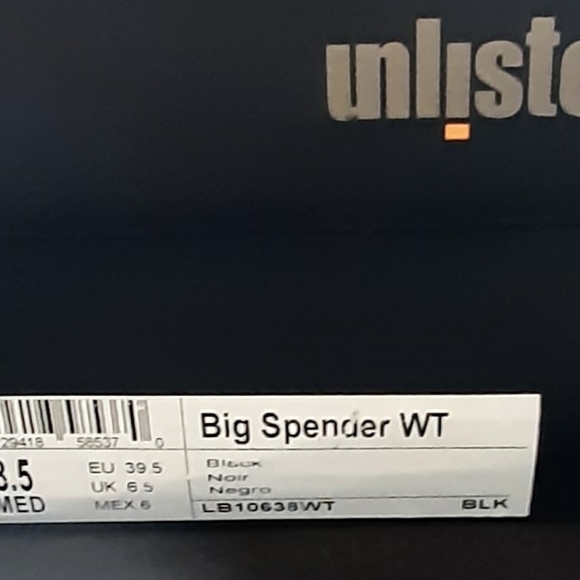 unliste
29418 58537 0
Big Spender WT
8.5
EU 39.5
Black
UK 6.5
Noir
MED
MEX 6
Negro
LB10638WT BLK